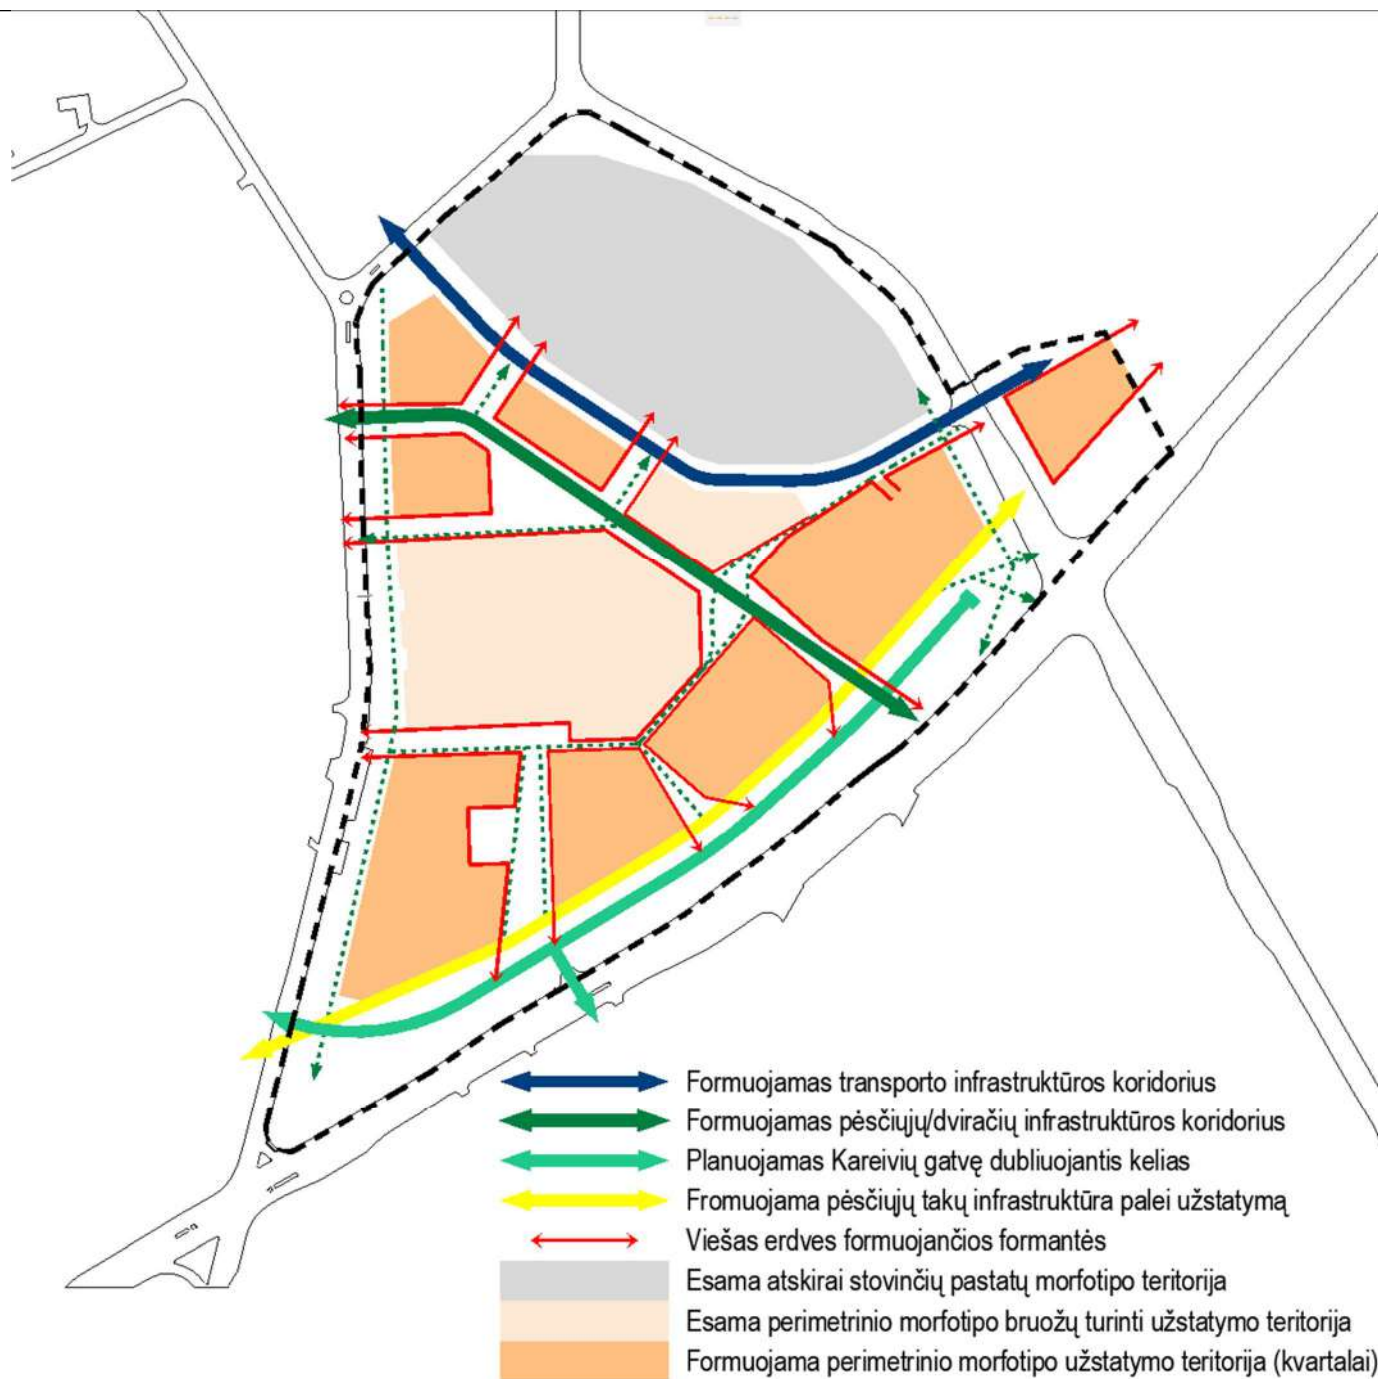 Formuojamas transporto infrastruktūros koridorius
Formuojamas pėsčiųjų/dviračių infrastruktūros koridorius
Planuojamas Kareivių gatvę dubliuojantis kelias
Fromuojama pėsčiųjų takų infrastruktūra palei užstatymą
Viešas erdves formuojančios formantės
Esama atskirai stovinčių pastatų morfotipo teritorija
Esama perimetrinio morfotipo bruožų turinti užstatymo teritorija
Formuojama perimetrinio morfotipo užstatymo teritorija (kvartalai)